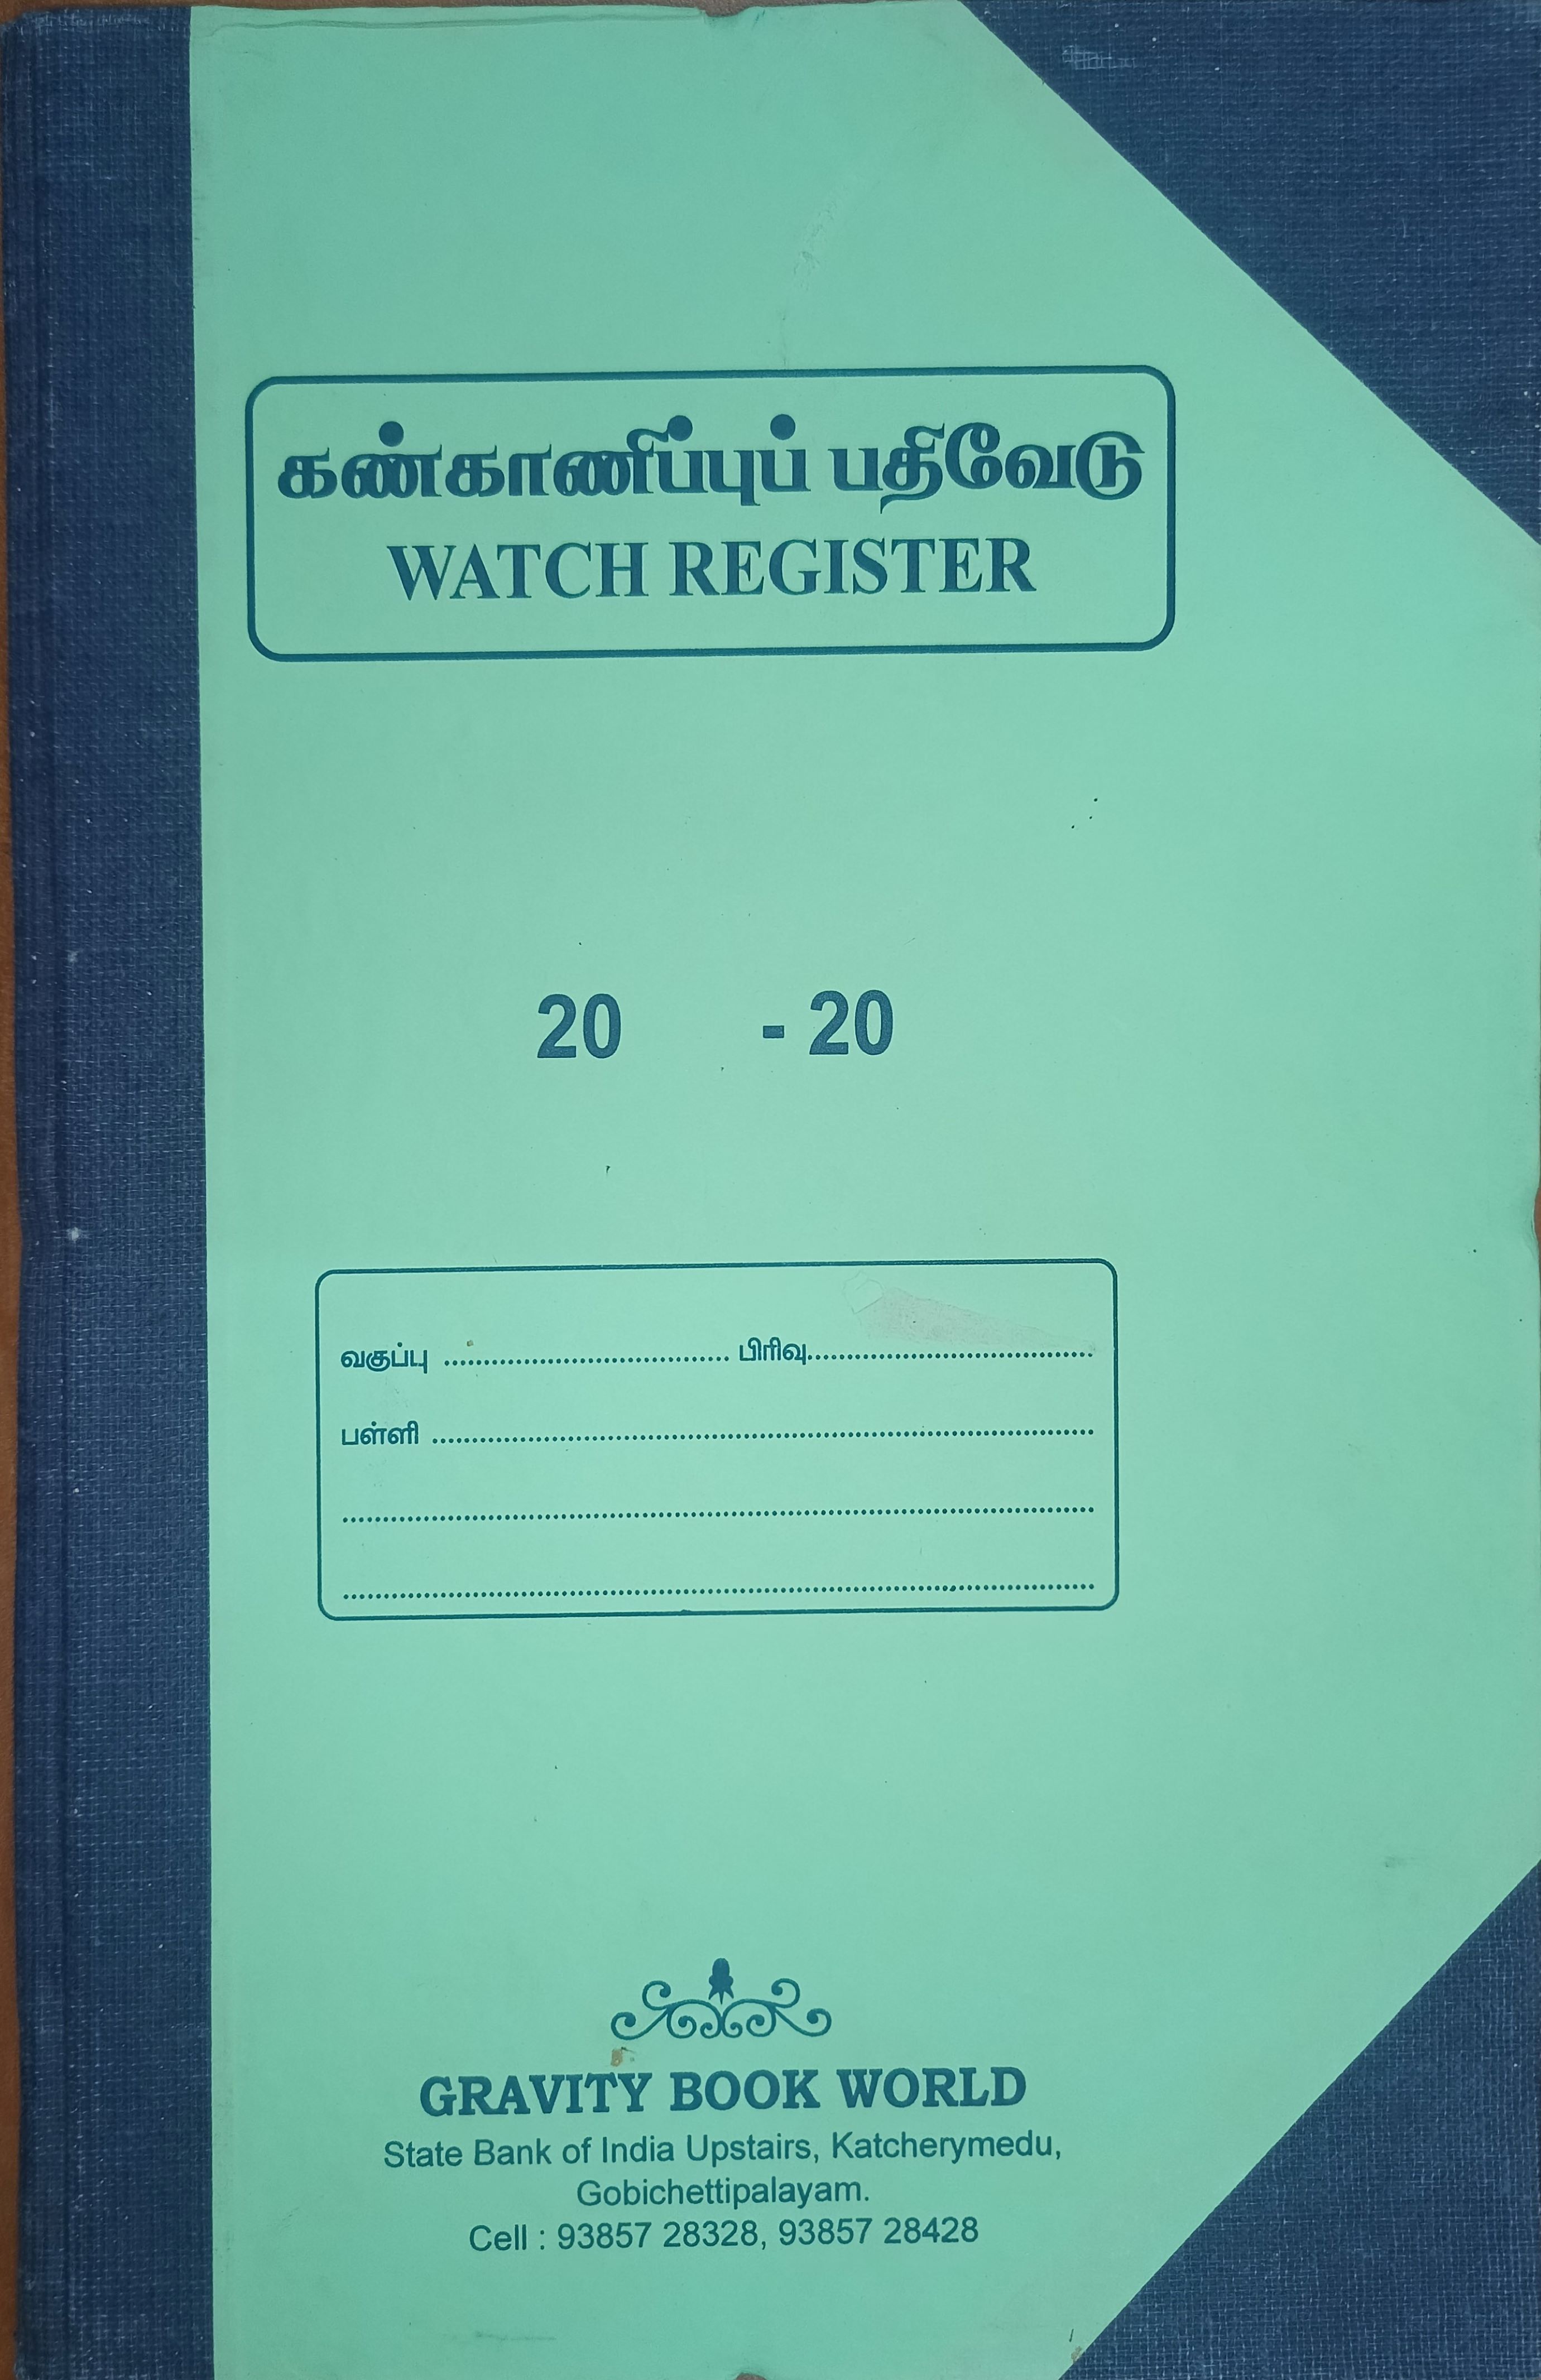 கண்காணிப்புப் பதிவேடு
WATCH REGISTER
20 - 20
வகுப்பு .................................... பிரிவு....................................
பள்ளி ....................................................................................
..............................................................................................
..............................................................................................
GRAVITY BOOK WORLD
State Bank of India Upstairs, Katcherymedu,
Gobichettipalayam.
Cell : 93857 28328, 93857 28428